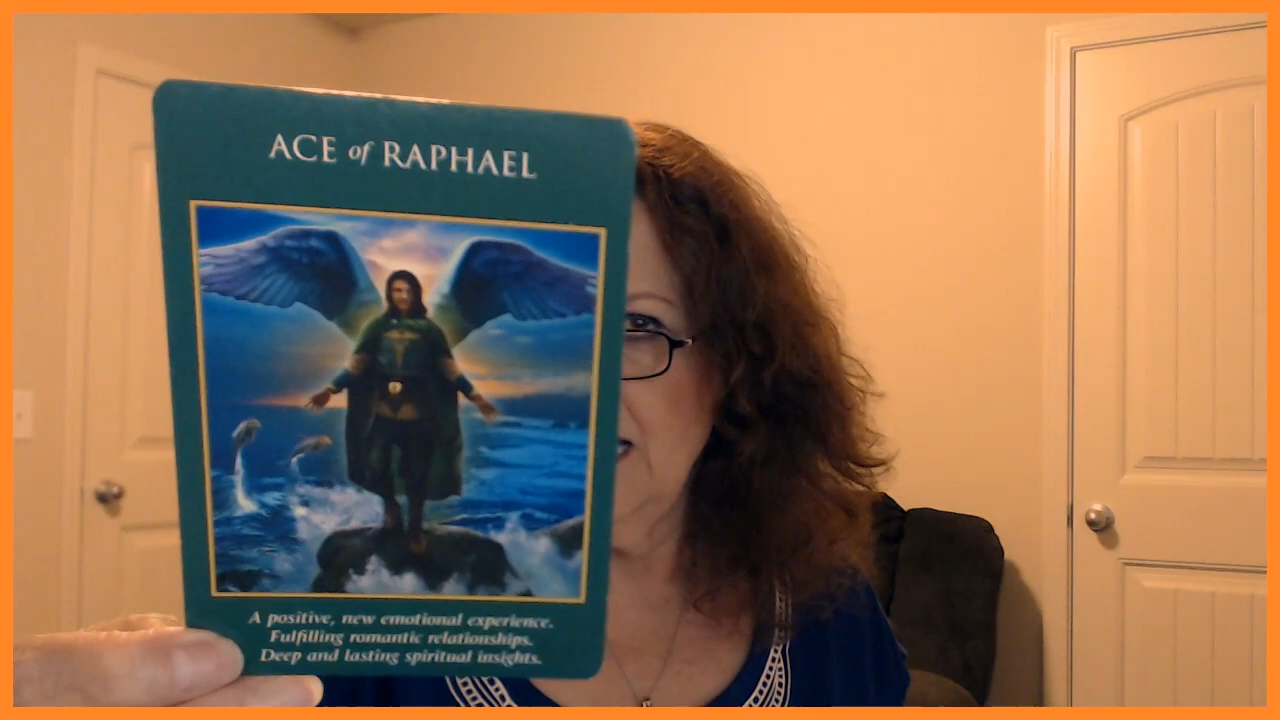 ACE of RAPHAEL
A positive, new emotional experience.
Fulfilling romantic relationships.
Deep and lasting spiritual insights.